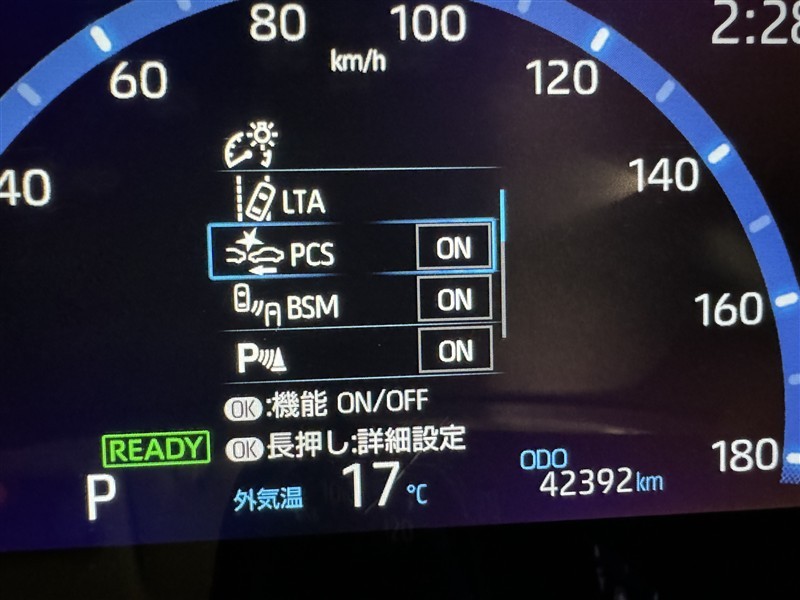 80 100
km/h
60 120
2:28
40 140
LTA
PCS ON
BSM ON
P ON
160
OK:機能 ON/OFF
OK長押し:詳細設定
READY
P
外気温 17℃
ODO
42392km
180